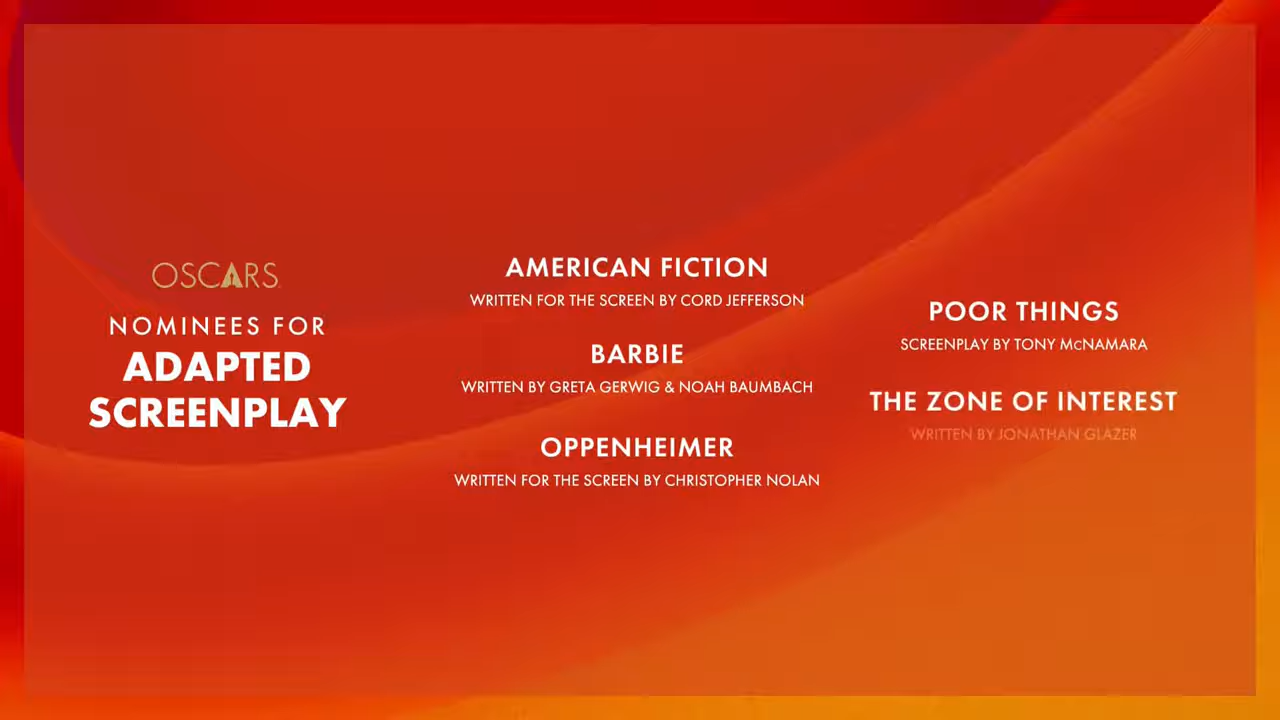 OSCARS
NOMINEES FOR
ADAPTED
SCREENPLAY
AMERICAN FICTION
WRITTEN FOR THE SCREEN BY CORD JEFFERSON
BARBIE
WRITTEN BY GRETA GERWIG & NOAH BAUMBACH
OPPENHEIMER
WRITTEN FOR THE SCREEN BY CHRISTOPHER NOLAN
POOR THINGS
SCREENPLAY BY TONY McNAMARA
THE ZONE OF INTEREST
WRITTEN BY JONATHAN GLAZER